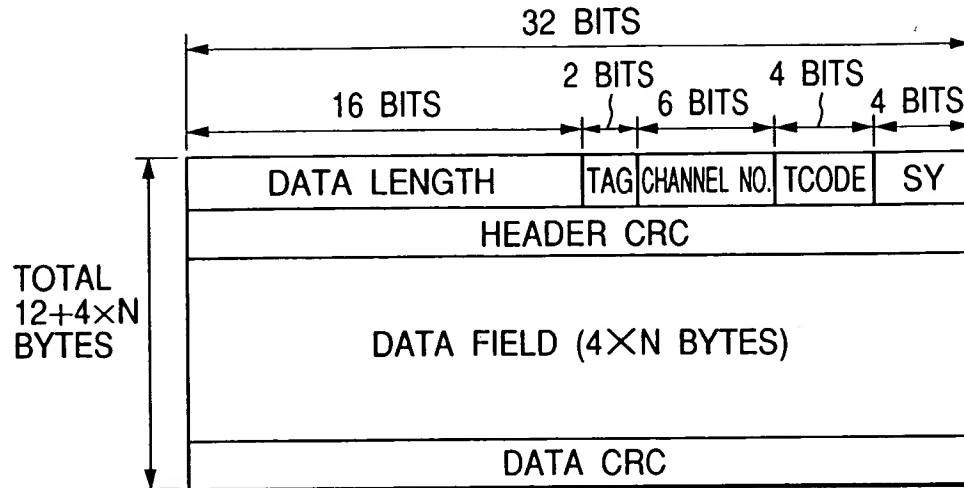 32 BITS
2 BITS
4 BITS
16 BITS
6 BITS
4 BITS
DATA LENGTH
TAG
CHANNEL NO.
TCODE
SY
HEADER CRC
TOTAL
12+4×N
BYTES
DATA FIELD (4×N BYTES)
DATA CRC